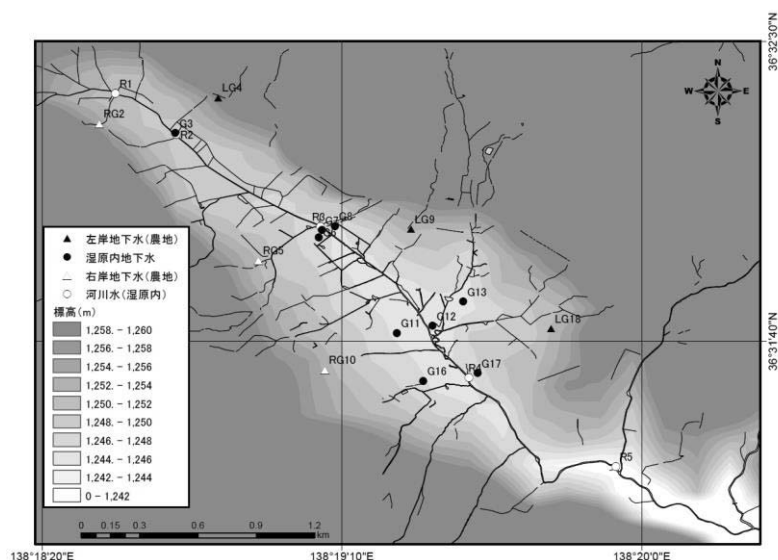 36°32'30"N
N
W E
S
R1
LG4
RG2
G3
R2
R3
G7
G8
LG9
RG5
G13
G12
G11
LG18
36°31'40"N
RG10
R4
G17
G16
R5
左岸地下水(農地)
湿原内地下水
右岸地下水(農地)
河川水(湿原内)
標高(m)
1,258. - 1,260
1,256. - 1,258
1,254. - 1,256
1,252. - 1,254
1,250. - 1,252
1,248. - 1,250
1,246. - 1,248
1,244. - 1,246
1,242. - 1,244
0 - 1,242
0 0.15 0.3 0.6 0.9 1.2
km
138°18'20"E 138°19'10"E 138°20'0"E